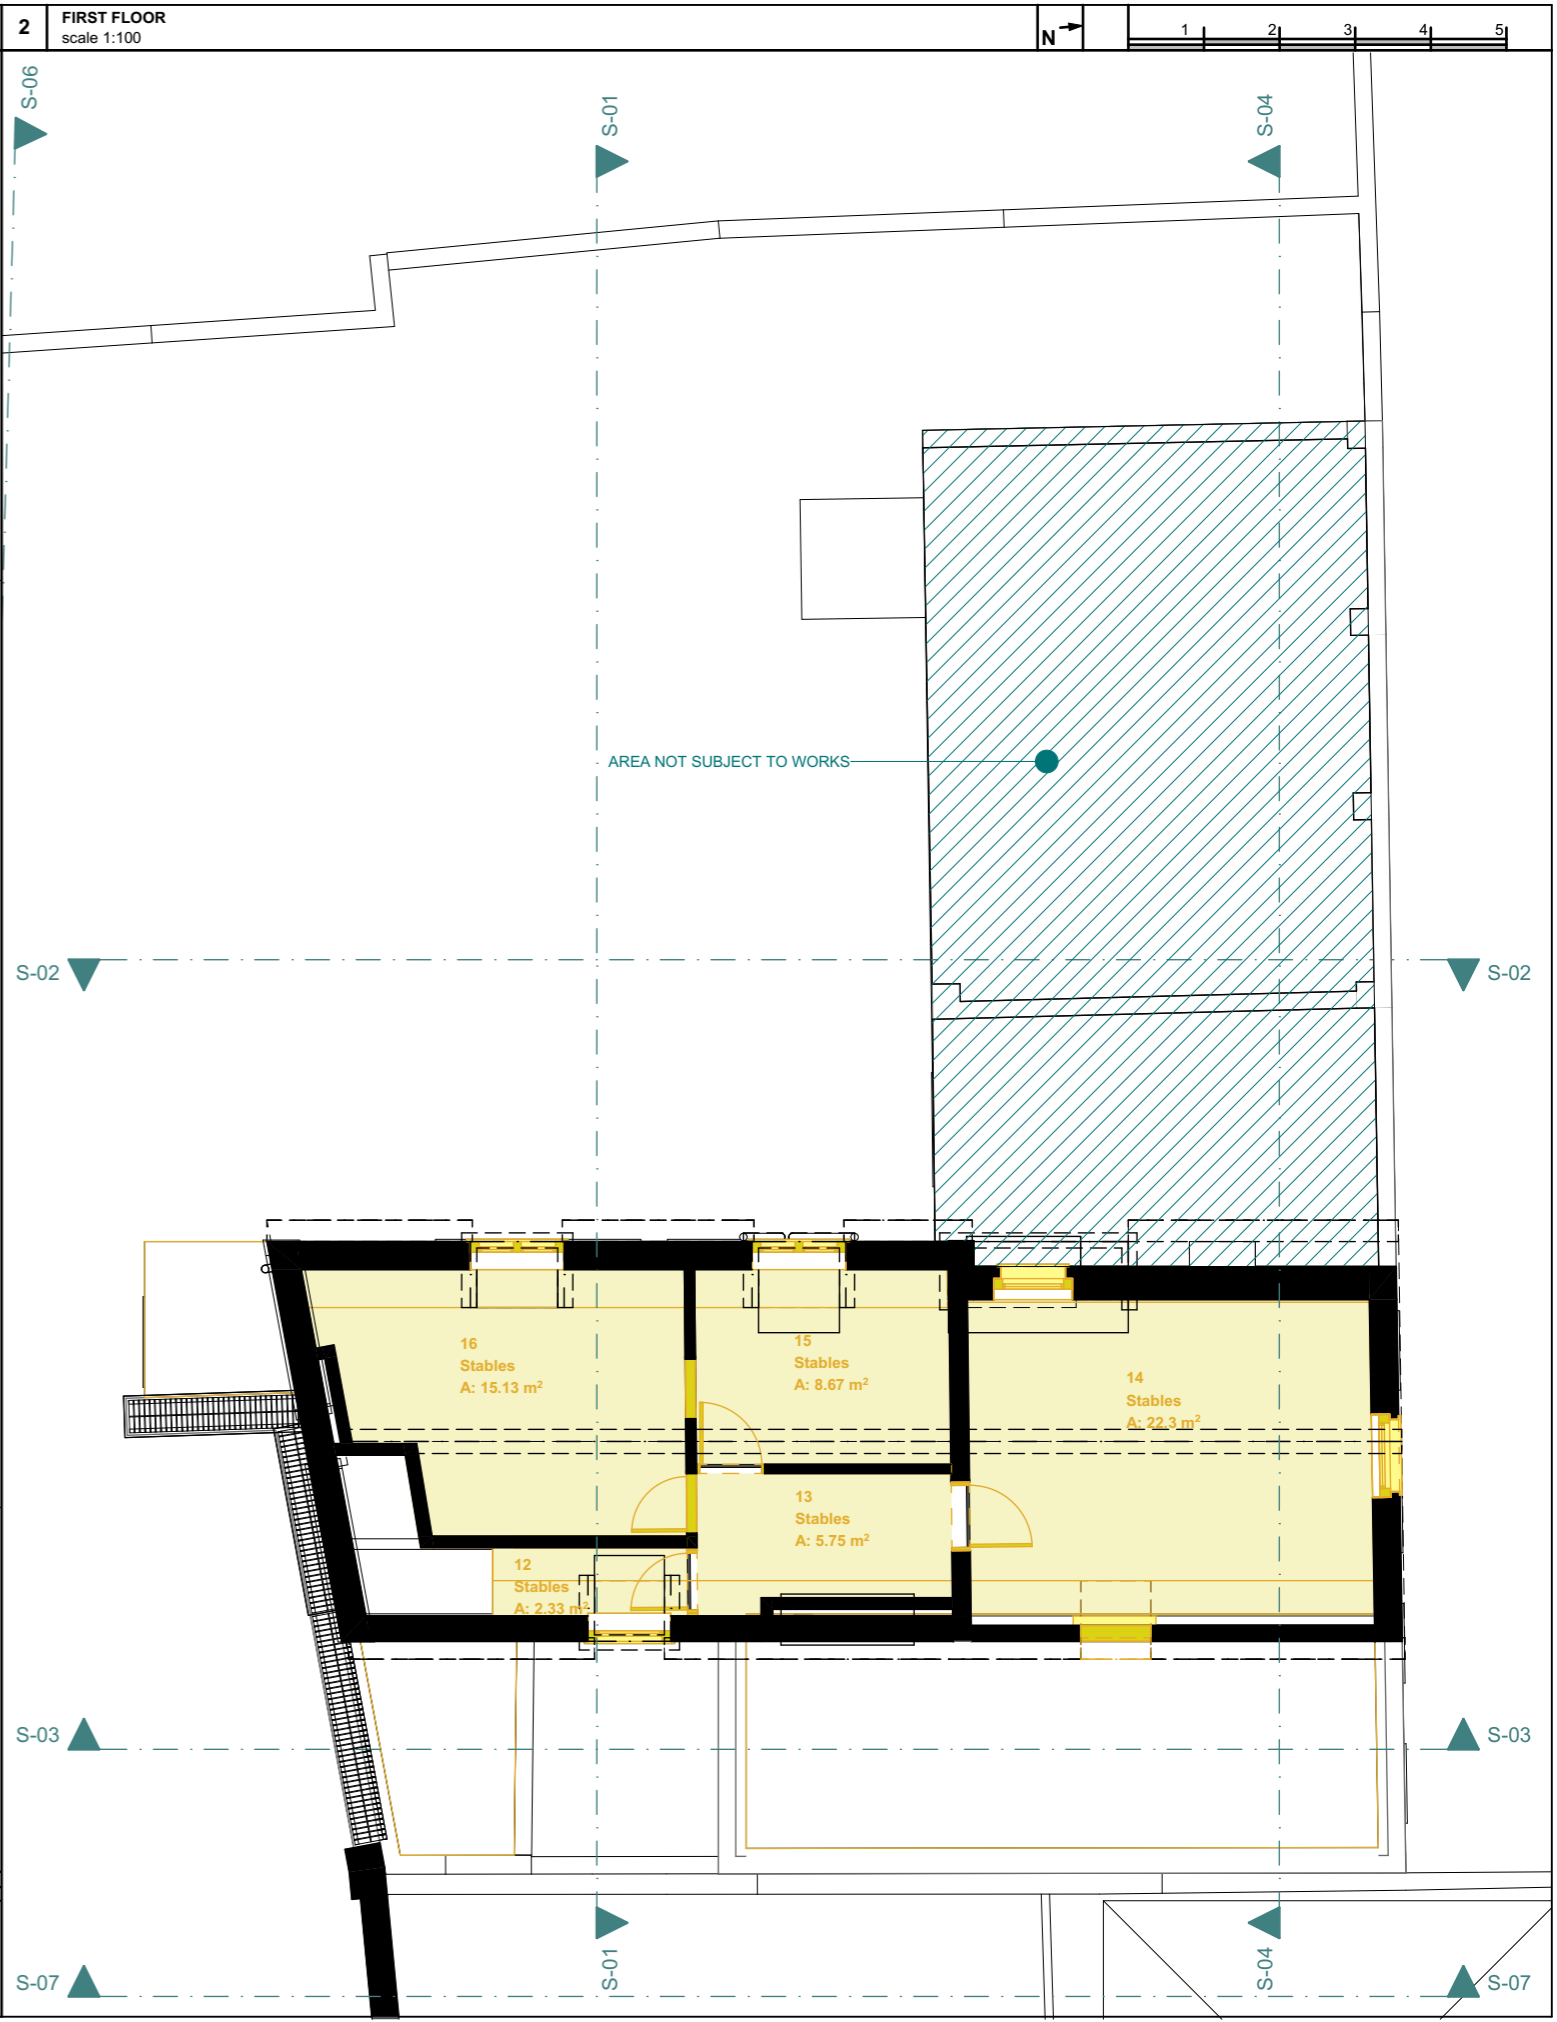 2
FIRST FLOOR
scale 1:100
N
1 2 3 4 5
S-06
S-01
S-04
AREA NOT SUBJECT TO WORKS
S-02
S-02
16
Stables
A: 15.13 m²
15
Stables
A: 8.67 m²
14
Stables
A: 22,3 m²
13
Stables
A: 5.75 m²
12
Stables
A: 2.33 m²
S-03
S-03
S-01
S-04
S-07
S-07